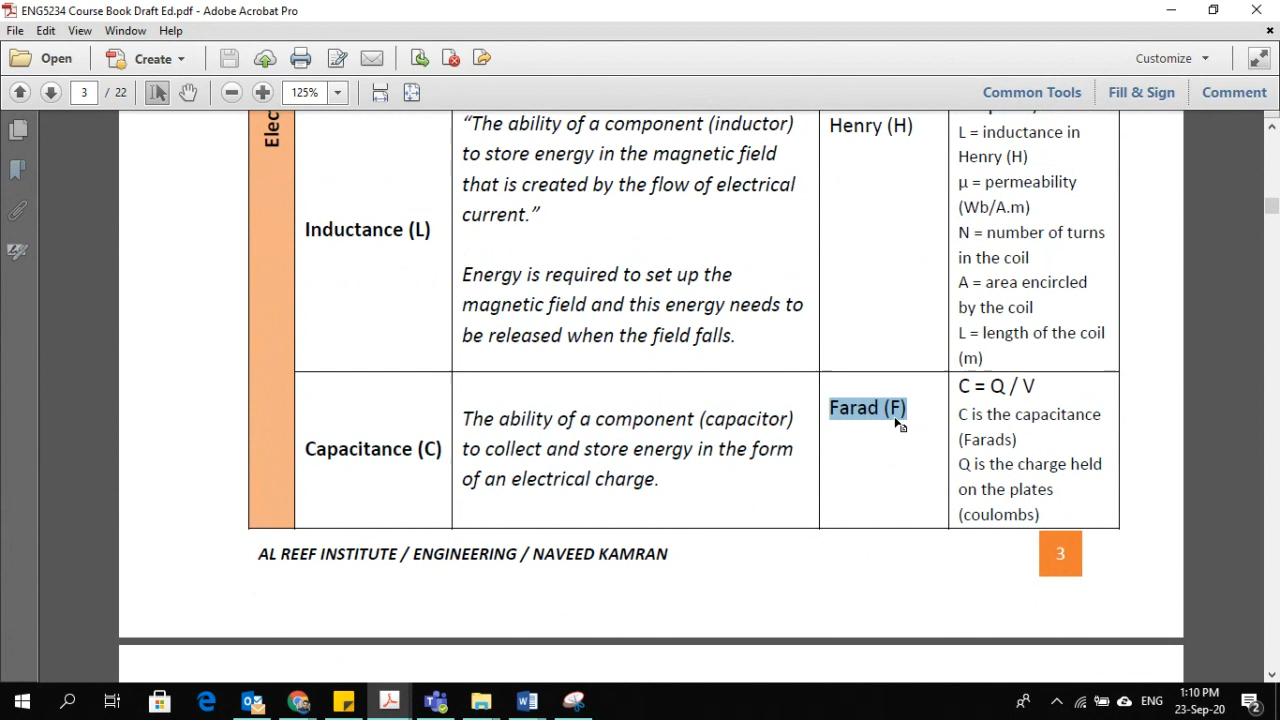 ENG5234 Course Book Draft Ed.pdf - Adobe Acrobat Pro
File Edit View Window Help
Open Create Customize
3 / 22 125% Common Tools Fill & Sign Comment
Elec
Inductance (L)
“The ability of a component (inductor)
to store energy in the magnetic field
that is created by the flow of electrical
current.”
Energy is required to set up the
magnetic field and this energy needs to
be released when the field falls.
Henry (H)
L = inductance in
Henry (H)
μ = permeability
(Wb/A.m)
N = number of turns
in the coil
A = area encircled
by the coil
L = length of the coil
(m)
Capacitance (C)
The ability of a component (capacitor)
to collect and store energy in the form
of an electrical charge.
Farad (F)
C = Q / V
C is the capacitance
(Farads)
Q is the charge held
on the plates
(coulombs)
AL REEF INSTITUTE / ENGINEERING / NAVEED KAMRAN
3
ENG
1:10 PM
23-Sep-20
2